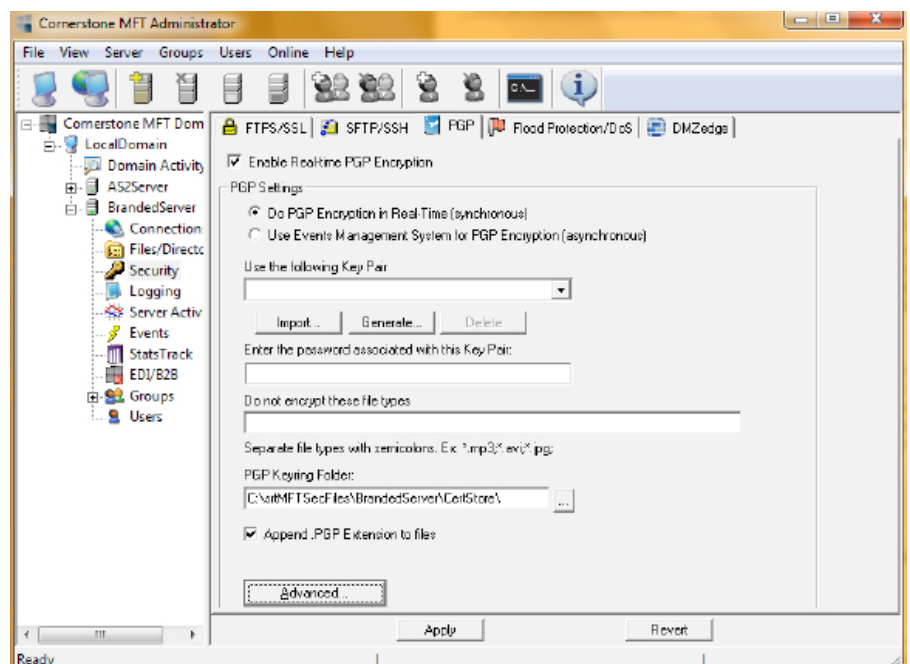 Cornerstone MFT Administrator
File View Server Groups Users Online Help
Cornerstone MFT Dom
LocalDomain
Domain Activity
AS2Server
BrandedServer
Connection
Files/Directo
Security
Logging
Server Activ
Events
StatsTrack
EDI/B2B
Groups
Users
FTPS/SSL SFTP/SSH PGP Flood Protection/DoS DMZedge
Enable Real-time PGP Encryption
PGP Settings
Do PGP Encryption in Real-Time (synchronous)
Use Events Management System for PGP Encryption (asynchronous)
Use the following Key Pair
Import... Generate... Delete
Enter the password associated with this Key Pair:
Do not encrypt these file types
Separate file types with semicolons. Ex: *.mp3;*.avi;*.jpg;
PGP Keyring Folder:
C:\srtMFTSecFiles\BrandedServer\CertStore\
...
Append .PGP Extension to files
Advanced...
Apply Revert
Ready